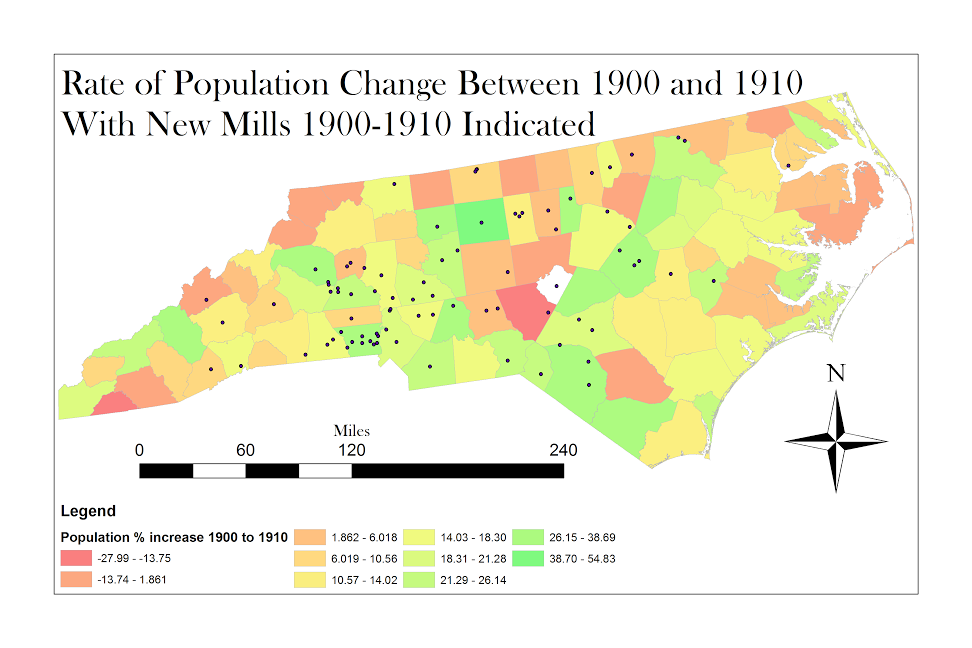 Rate of Population Change Between 1900 and 1910
With New Mills 1900-1910 Indicated
N
Miles
0 60 120 240
Legend
Population % increase 1900 to 1910
-27.99 - -13.75
-13.74 - 1.861
1.862 - 6.018
6.019 - 10.56
10.57 - 14.02
14.03 - 18.30
18.31 - 21.28
21.29 - 26.14
26.15 - 38.69
38.70 - 54.83